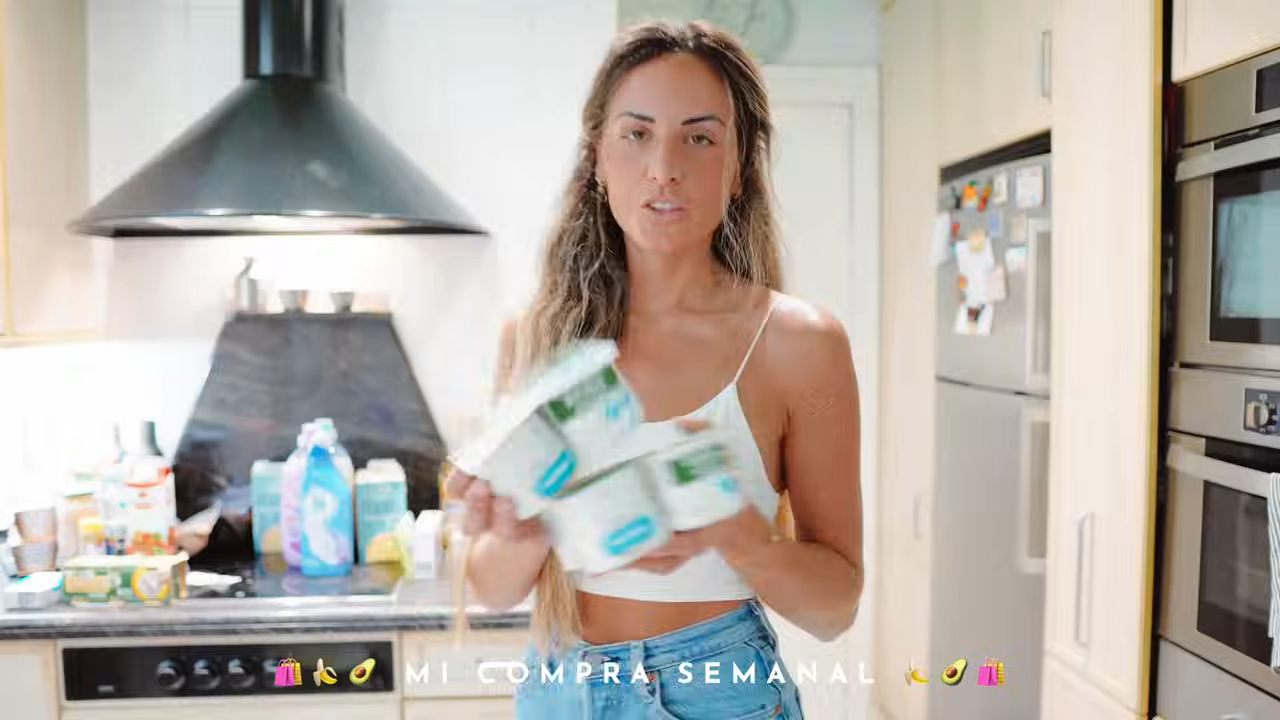 🛍️🍌🥑 MI COMPRA SEMANAL 🍌🥑🛍️